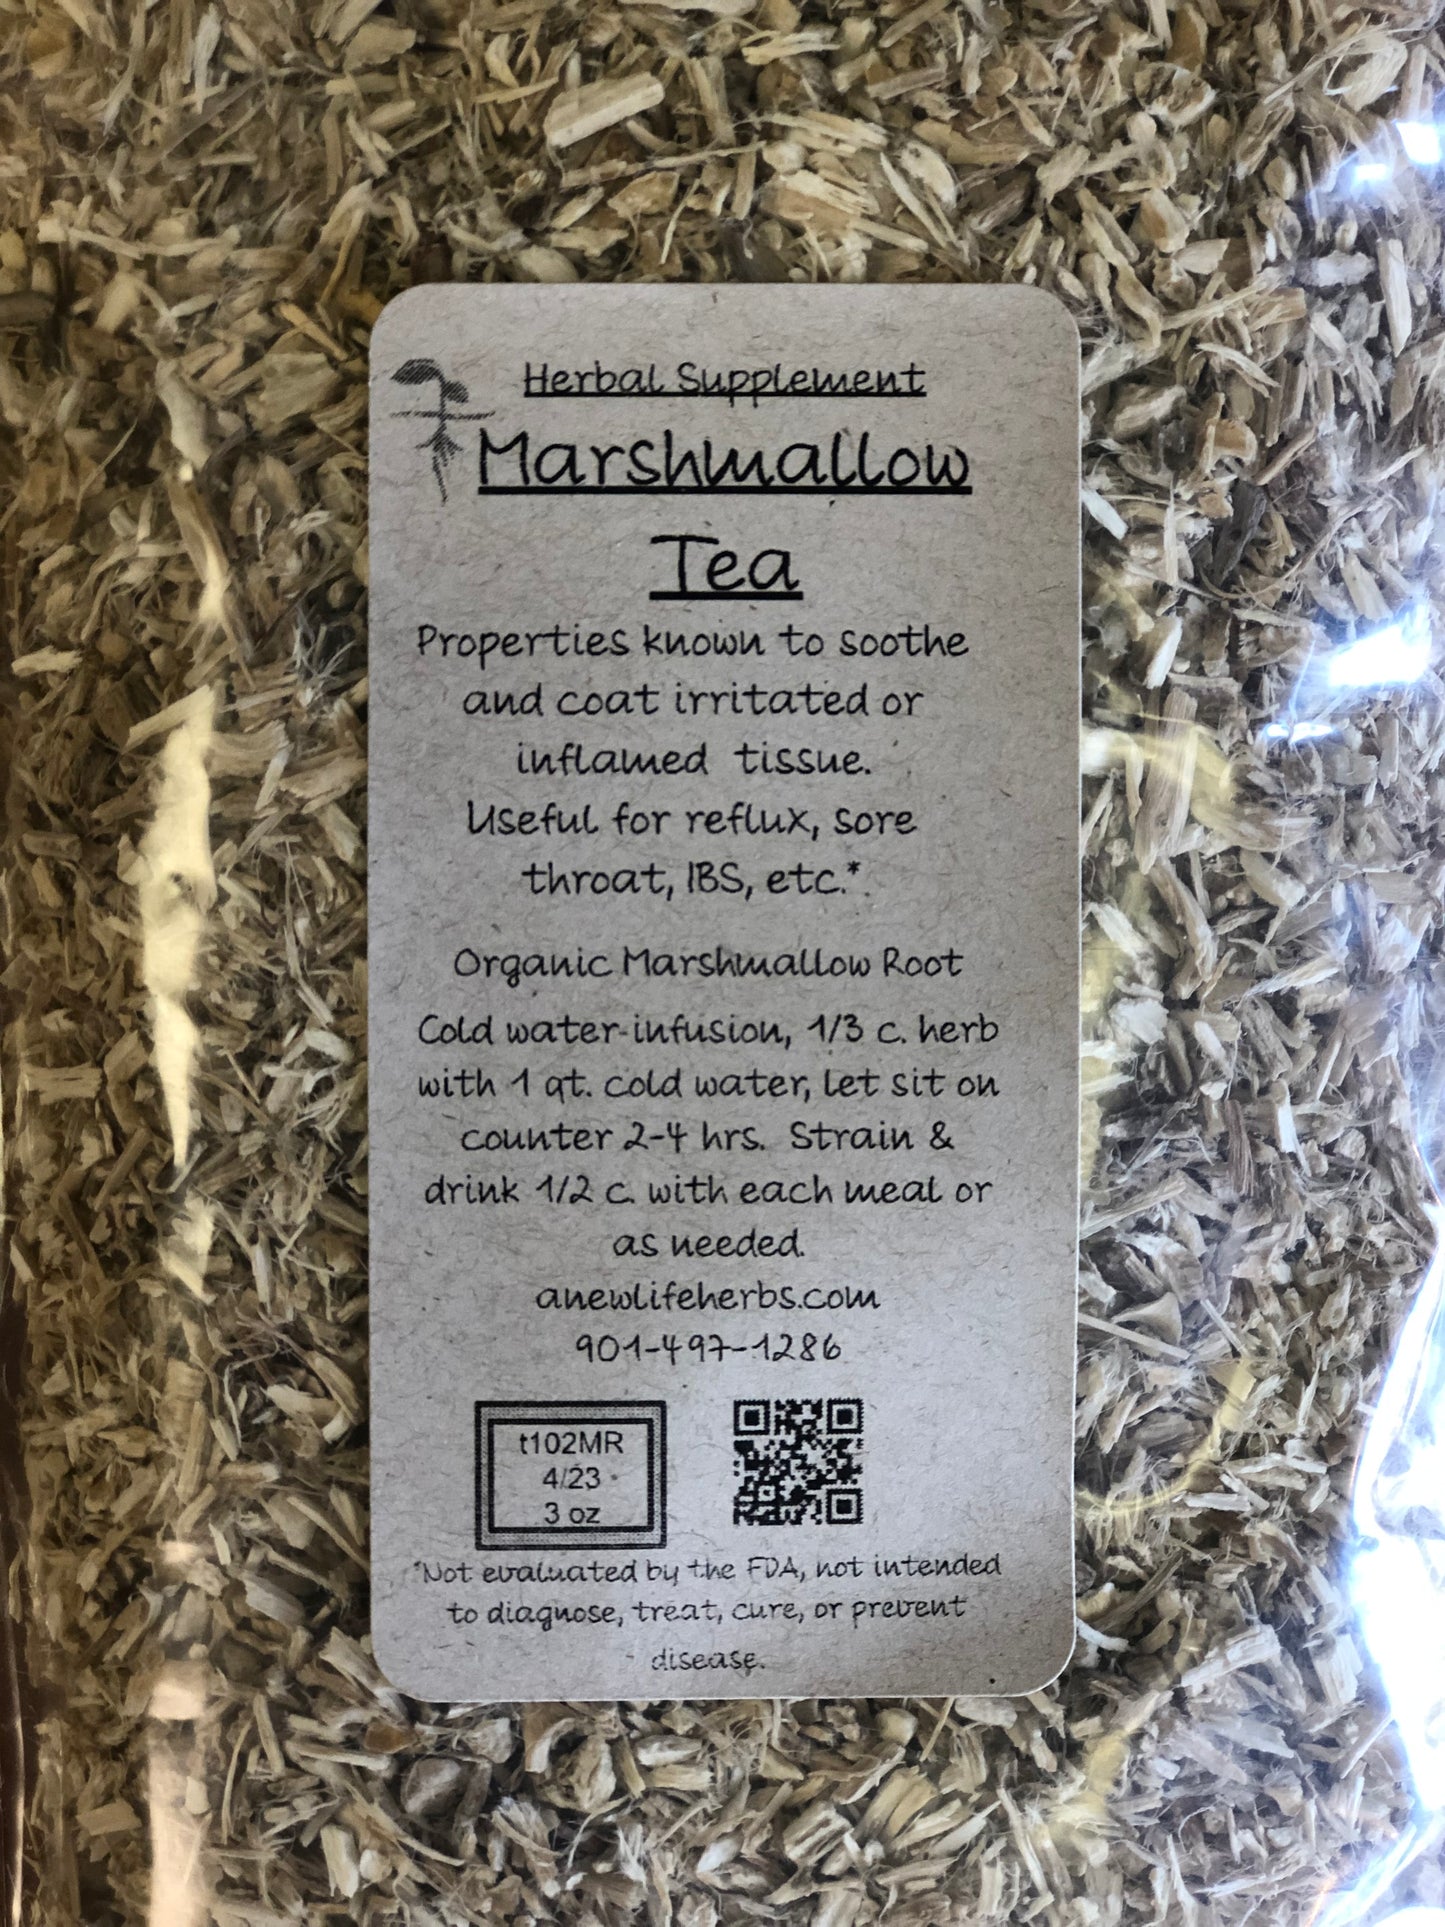 Herbal Supplement
Marshmallow
Tea
Properties known to soothe
and coat irritated or
inflamed tissue.
Useful for reflux, sore
throat, IBS, etc.*
Organic Marshmallow Root
Cold water infusion, 1/3 c. herb
with 1 qt. cold water, let sit on
counter 2-4 hrs. Strain &
drink 1/2 c. with each meal or
as needed.
anewlifeherbs.com
901-497-1286
t102MR
4/23
3 oz
*Not evaluated by the FDA, not intended
to diagnose, treat, cure, or prevent
disease.